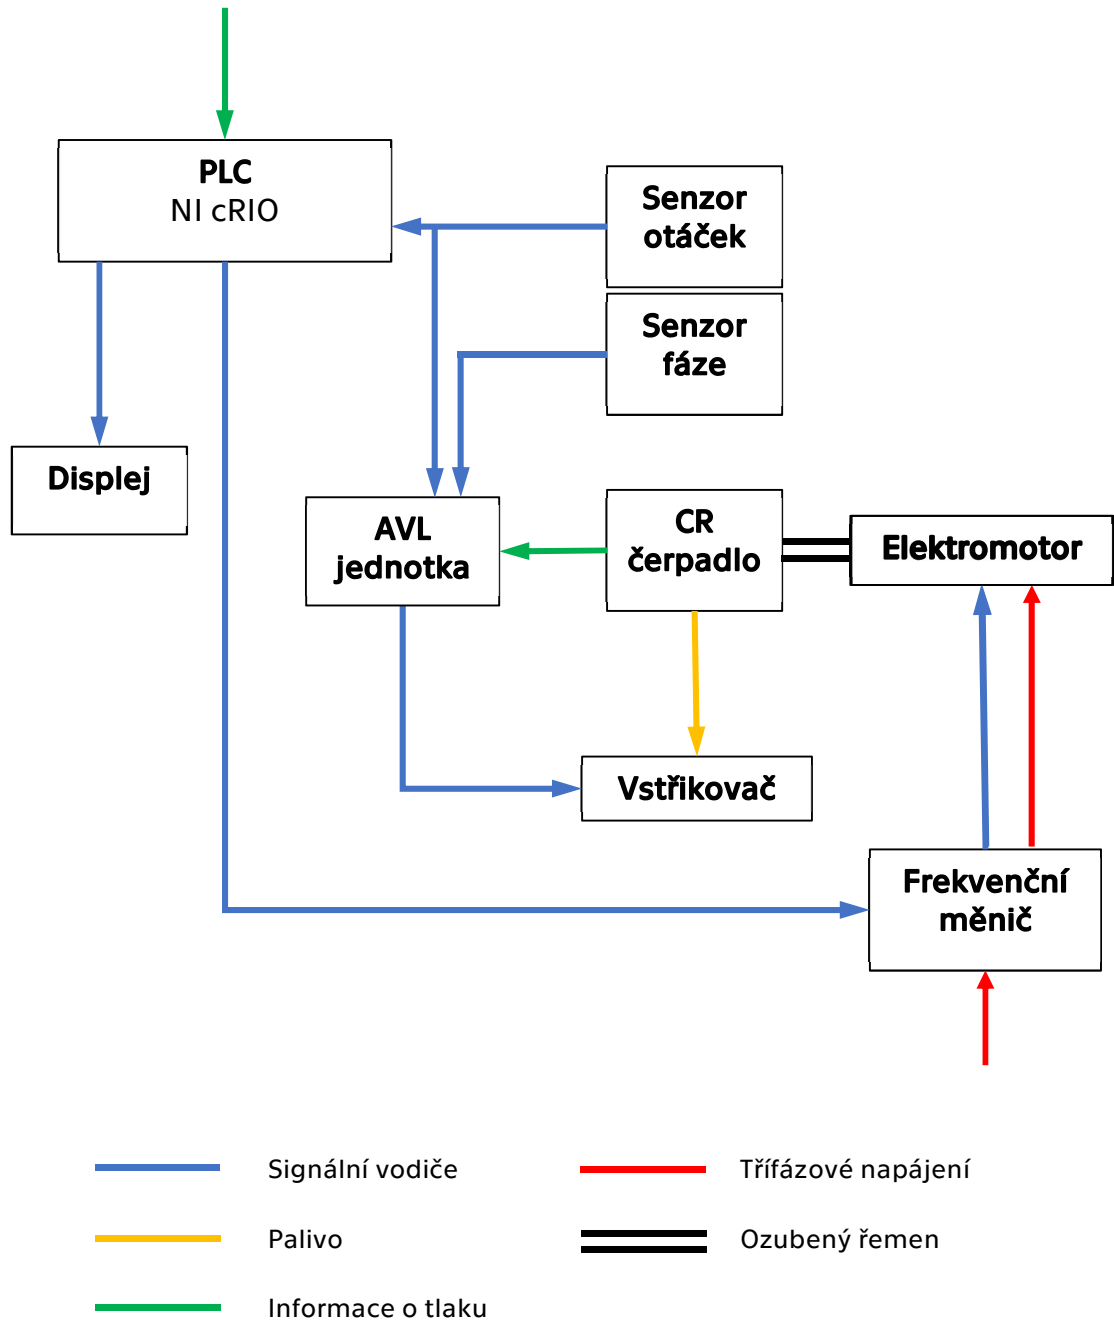 PLC
NI cRIO
Senzor
otáček
Senzor
fáze
Displej
AVL
jednotka
CR
čerpadlo
Elektromotor
Vstřikovač
Frekvenční
měnič
Signální vodiče
Třífázové napájení
Palivo
Ozubený řemen
Informace o tlaku